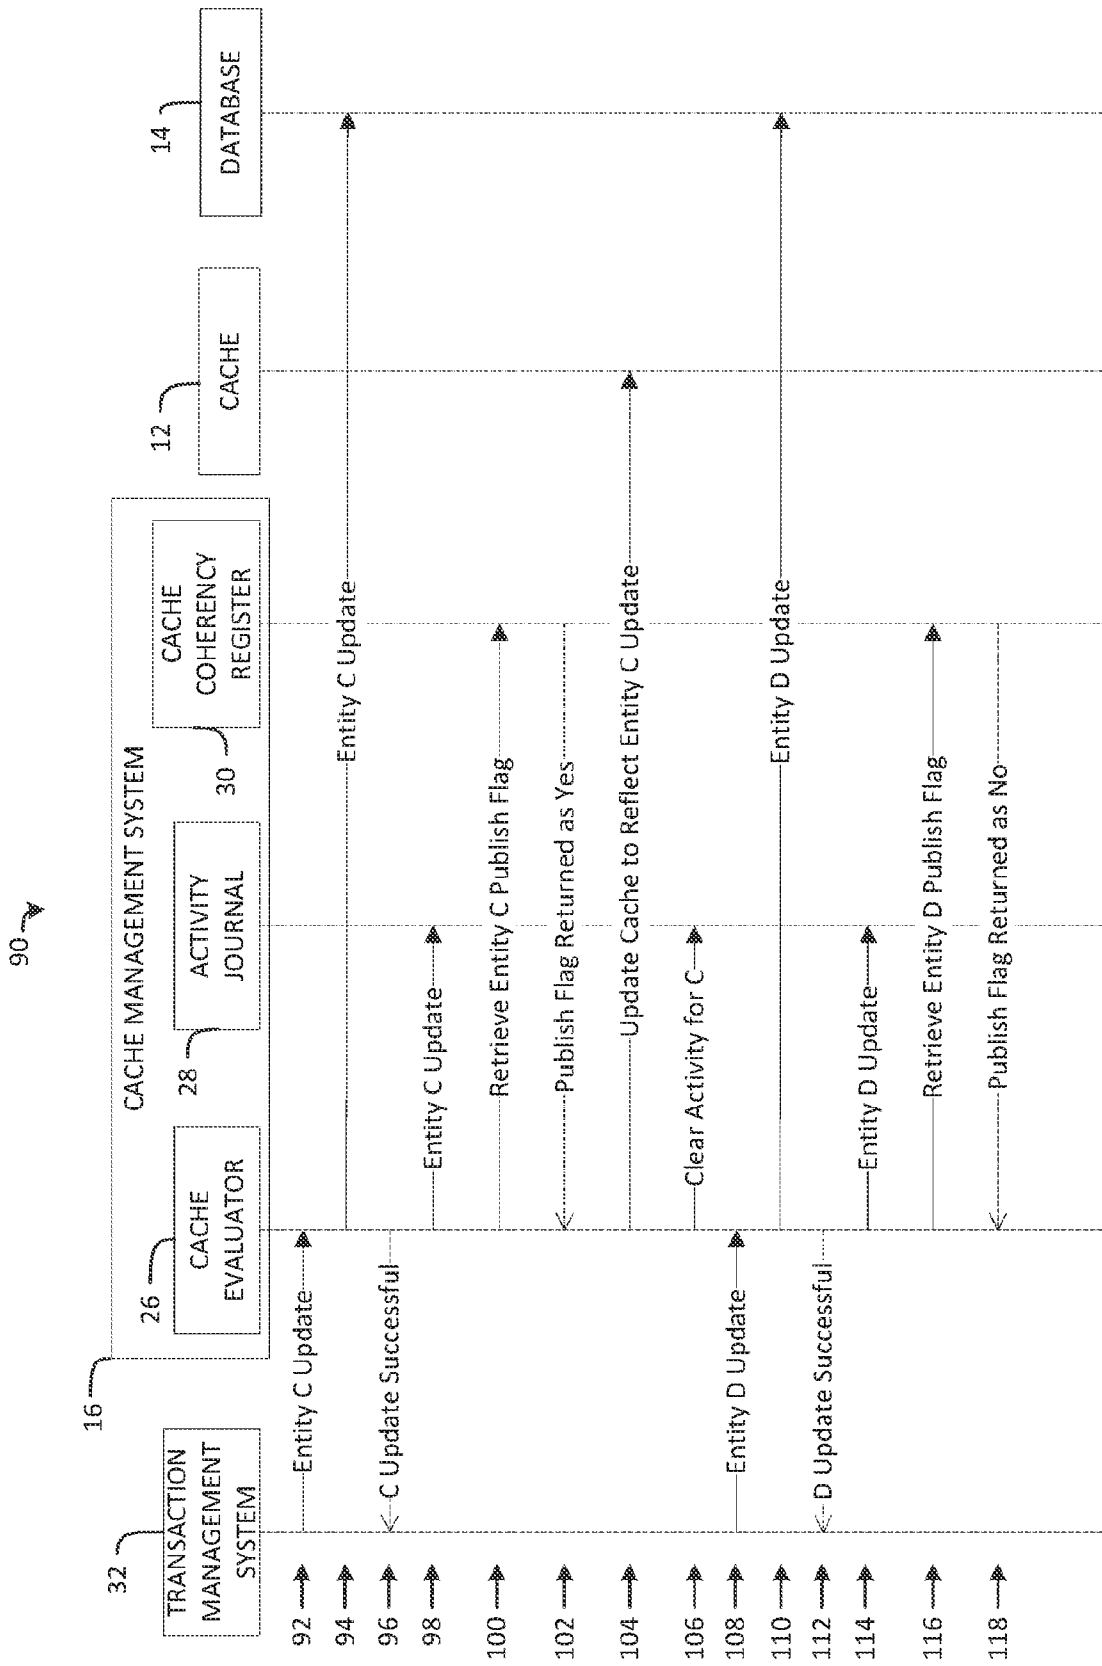 90
32
TRANSACTION
MANAGEMENT
SYSTEM
16
CACHE MANAGEMENT SYSTEM
26
CACHE
EVALUATOR
28
ACTIVITY
JOURNAL
30
CACHE
COHERENCY
REGISTER
12
CACHE
14
DATABASE
92
Entity C Update
94
Entity C Update
96
C Update Successful
98
Entity C Update
100
Retrieve Entity C Publish Flag
102
Publish Flag Returned as Yes
104
Update Cache to Reflect Entity C Update
106
Clear Activity for C
108
Entity D Update
110
Entity D Update
112
D Update Successful
114
Entity D Update
116
Retrieve Entity D Publish Flag
118
Publish Flag Returned as No